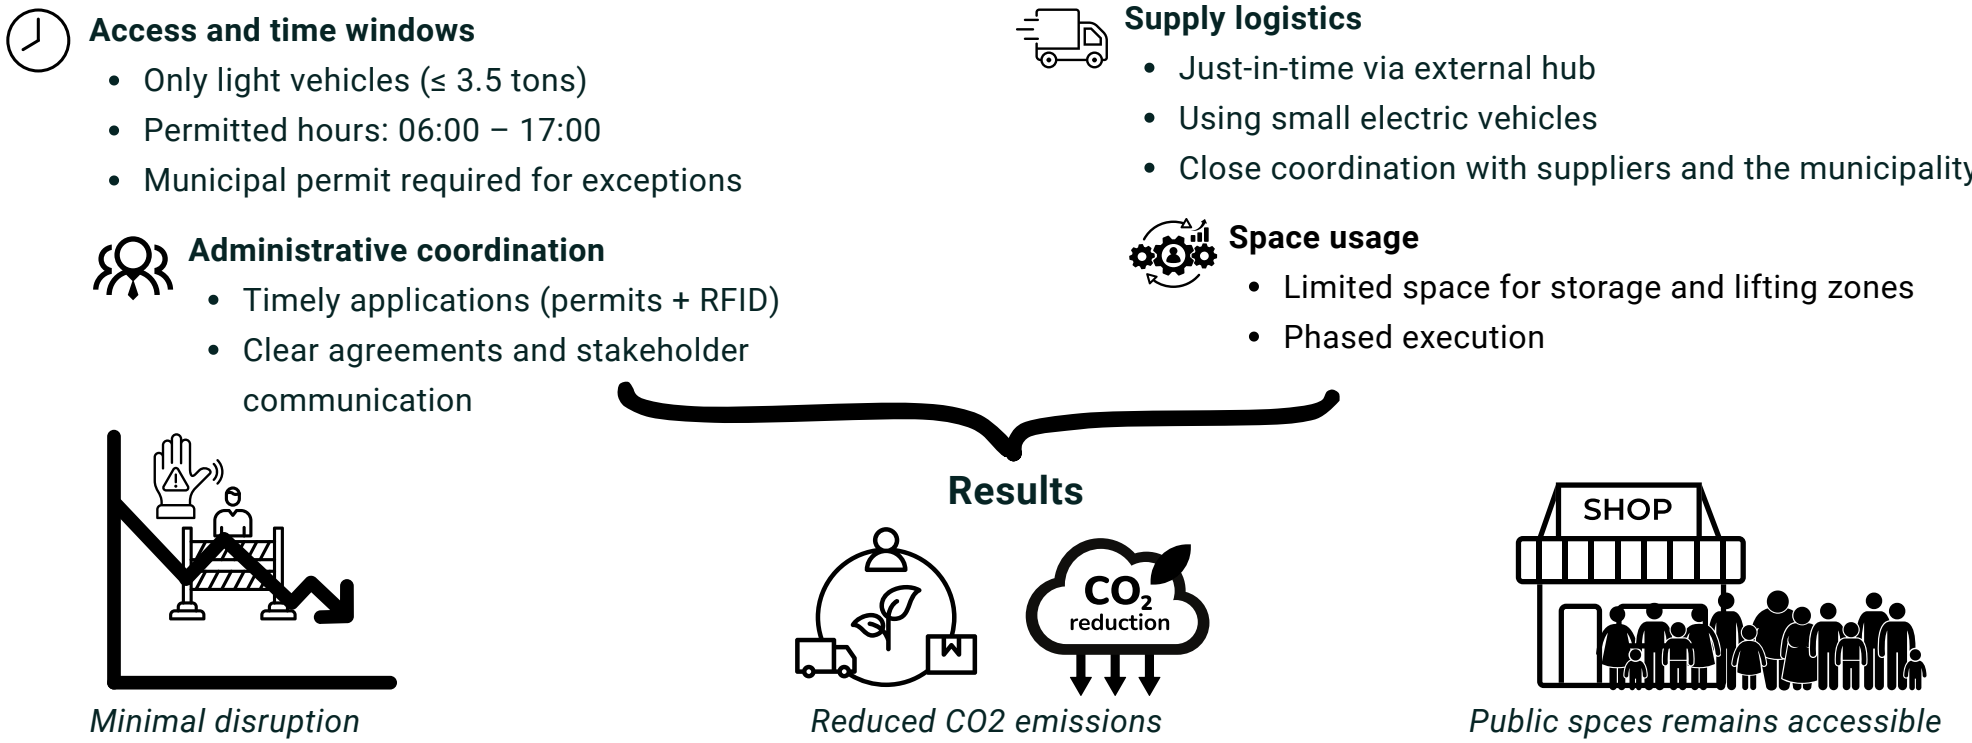 Access and time windows
• Only light vehicles (≤ 3.5 tons)
• Permitted hours: 06:00 – 17:00
• Municipal permit required for exceptions
Administrative coordination
• Timely applications (permits + RFID)
• Clear agreements and stakeholder
communication
Supply logistics
• Just-in-time via external hub
• Using small electric vehicles
• Close coordination with suppliers and the municipality
Space usage
• Limited space for storage and lifting zones
• Phased execution
Results
CO2
reduction
SHOP
Minimal disruption
Reduced CO2 emissions
Public spces remains accessible